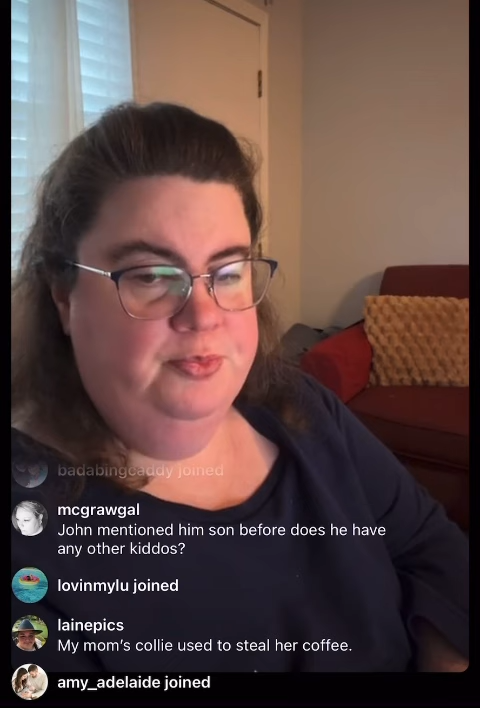 badabingcaddy joined
mcgrawgal
John mentioned him son before does he have
any other kiddos?
lovinmylu joined
lainepics
My mom's collie used to steal her coffee.
amy_adelaide joined